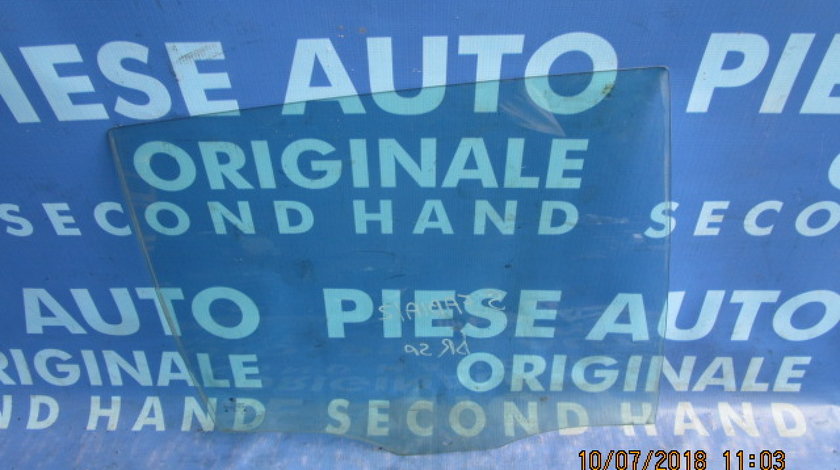 PIESE AUTO PIE
ORIGINALE O
SECOND HAND SECO
AUTO PIESE AUTO
ORIGINALE ORIGINALE
ND HAND SECOND HAND
10/07/2018 11:03